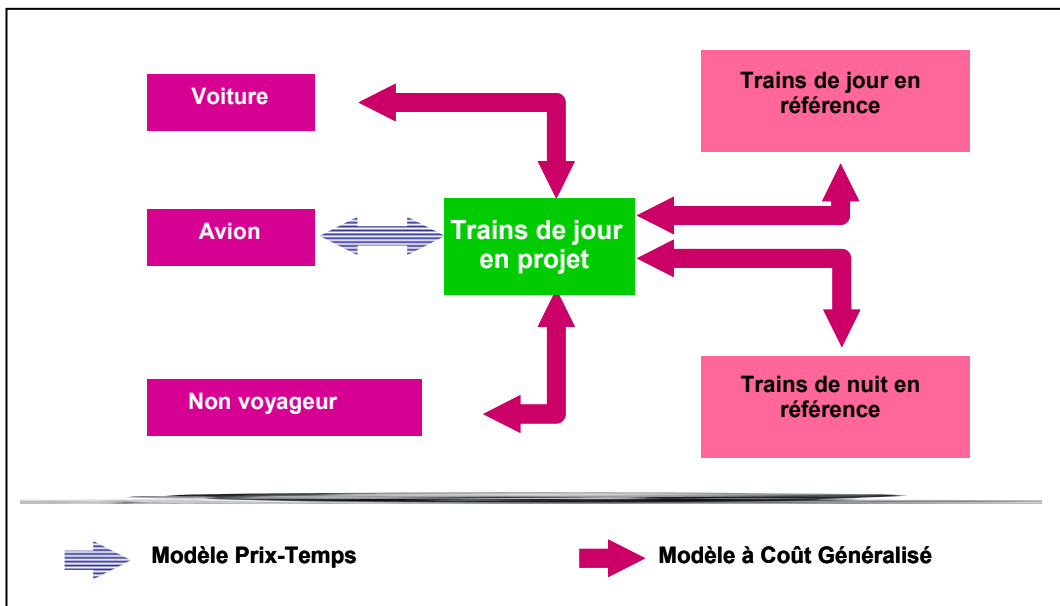 Voiture
Trains de jour en
référence
Avion
Trains de jour
en projet
Non voyageur
Trains de nuit en
référence
Modèle Prix-Temps
Modèle à Coût Généralisé